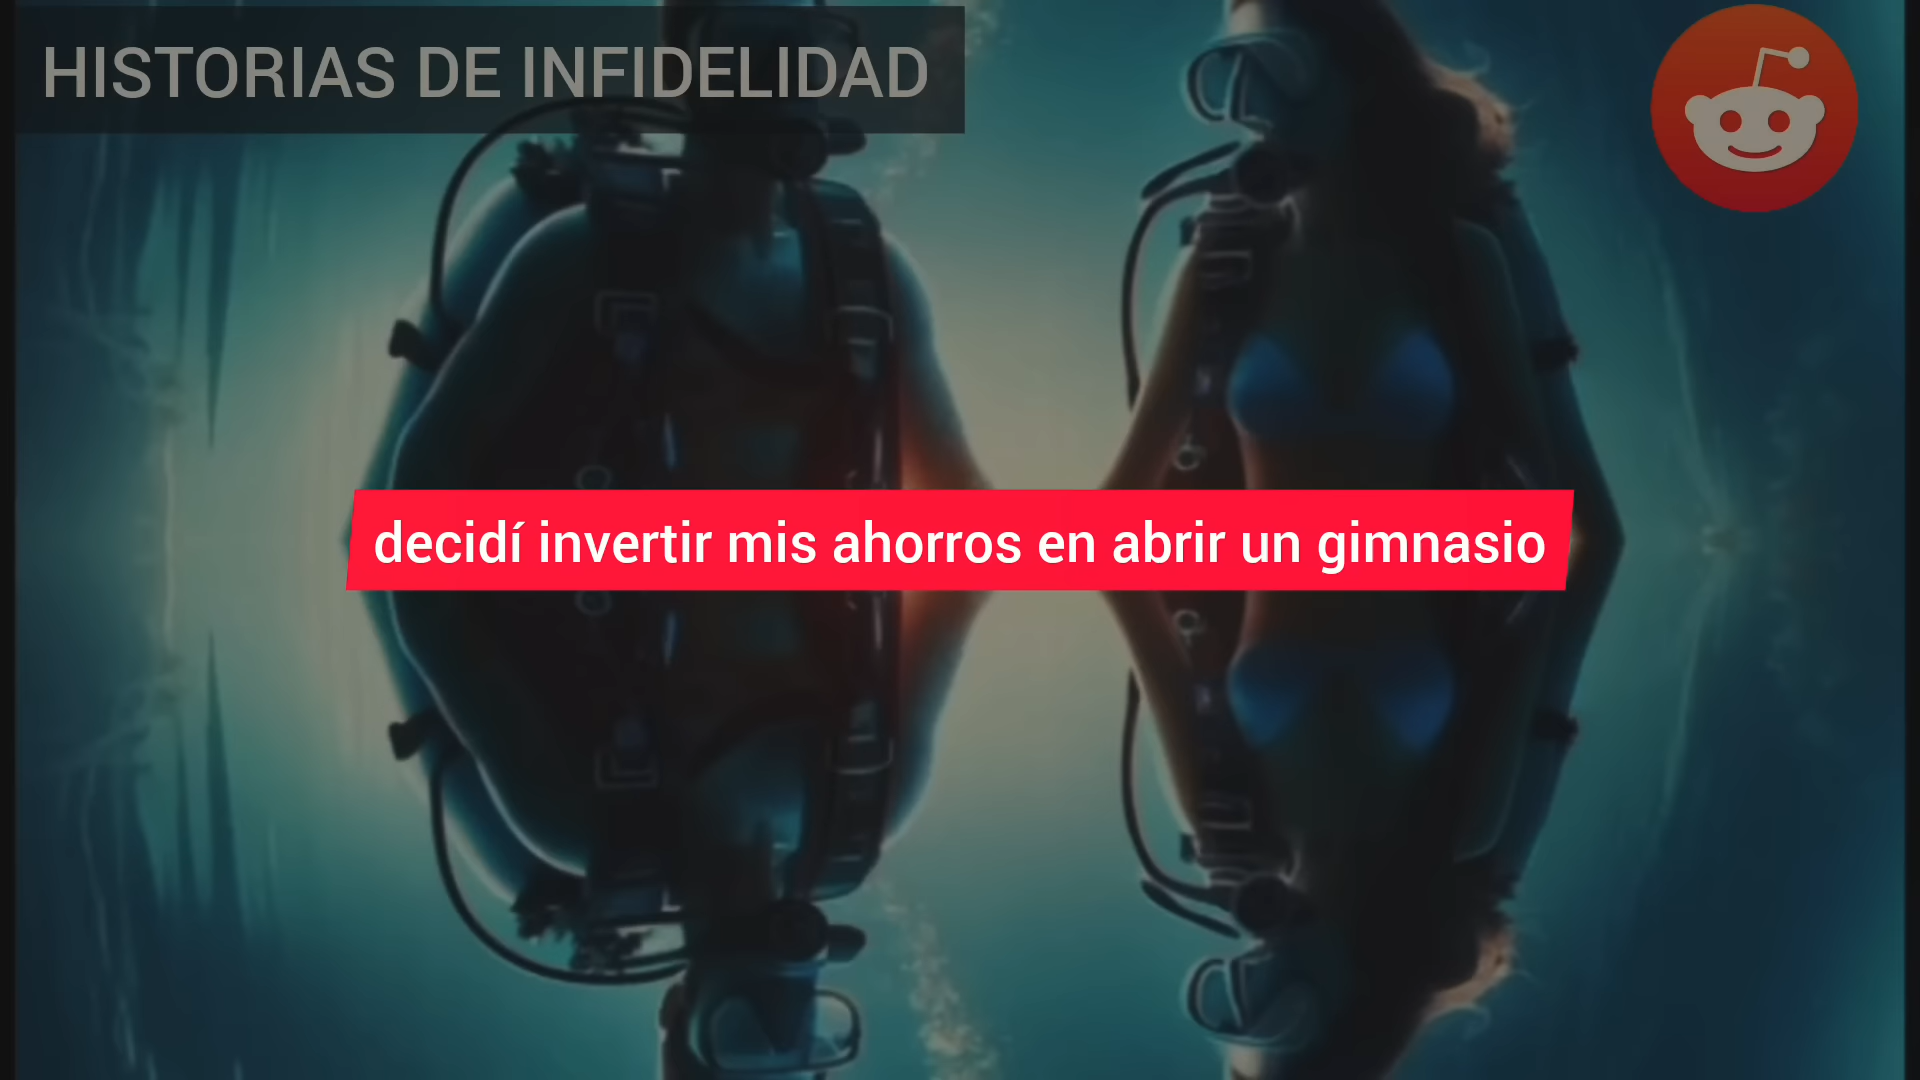 HISTORIAS DE INFIDELIDAD
decidí invertir mis ahorros en abrir un gimnasio